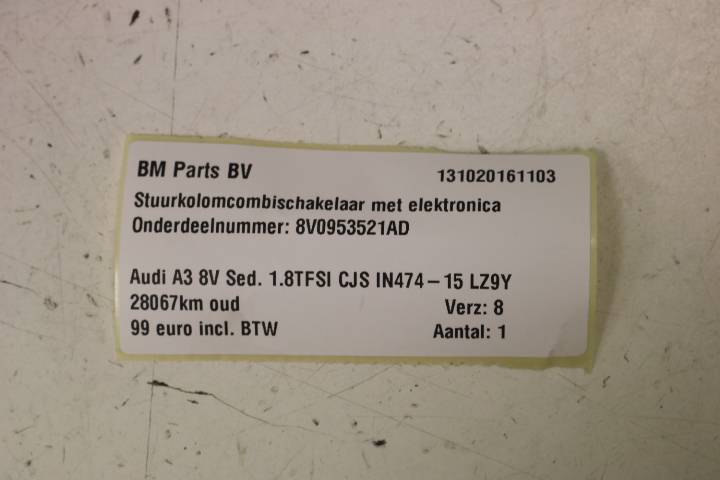 BM Parts BV 131020161103
Stuurkolomcombischakelaar met elektronica
Onderdeelnummer: 8V0953521AD
Audi A3 8V Sed. 1.8TFSI CJS IN474-15 LZ9Y
28067km oud Verz: 8
99 euro incl. BTW Aantal: 1